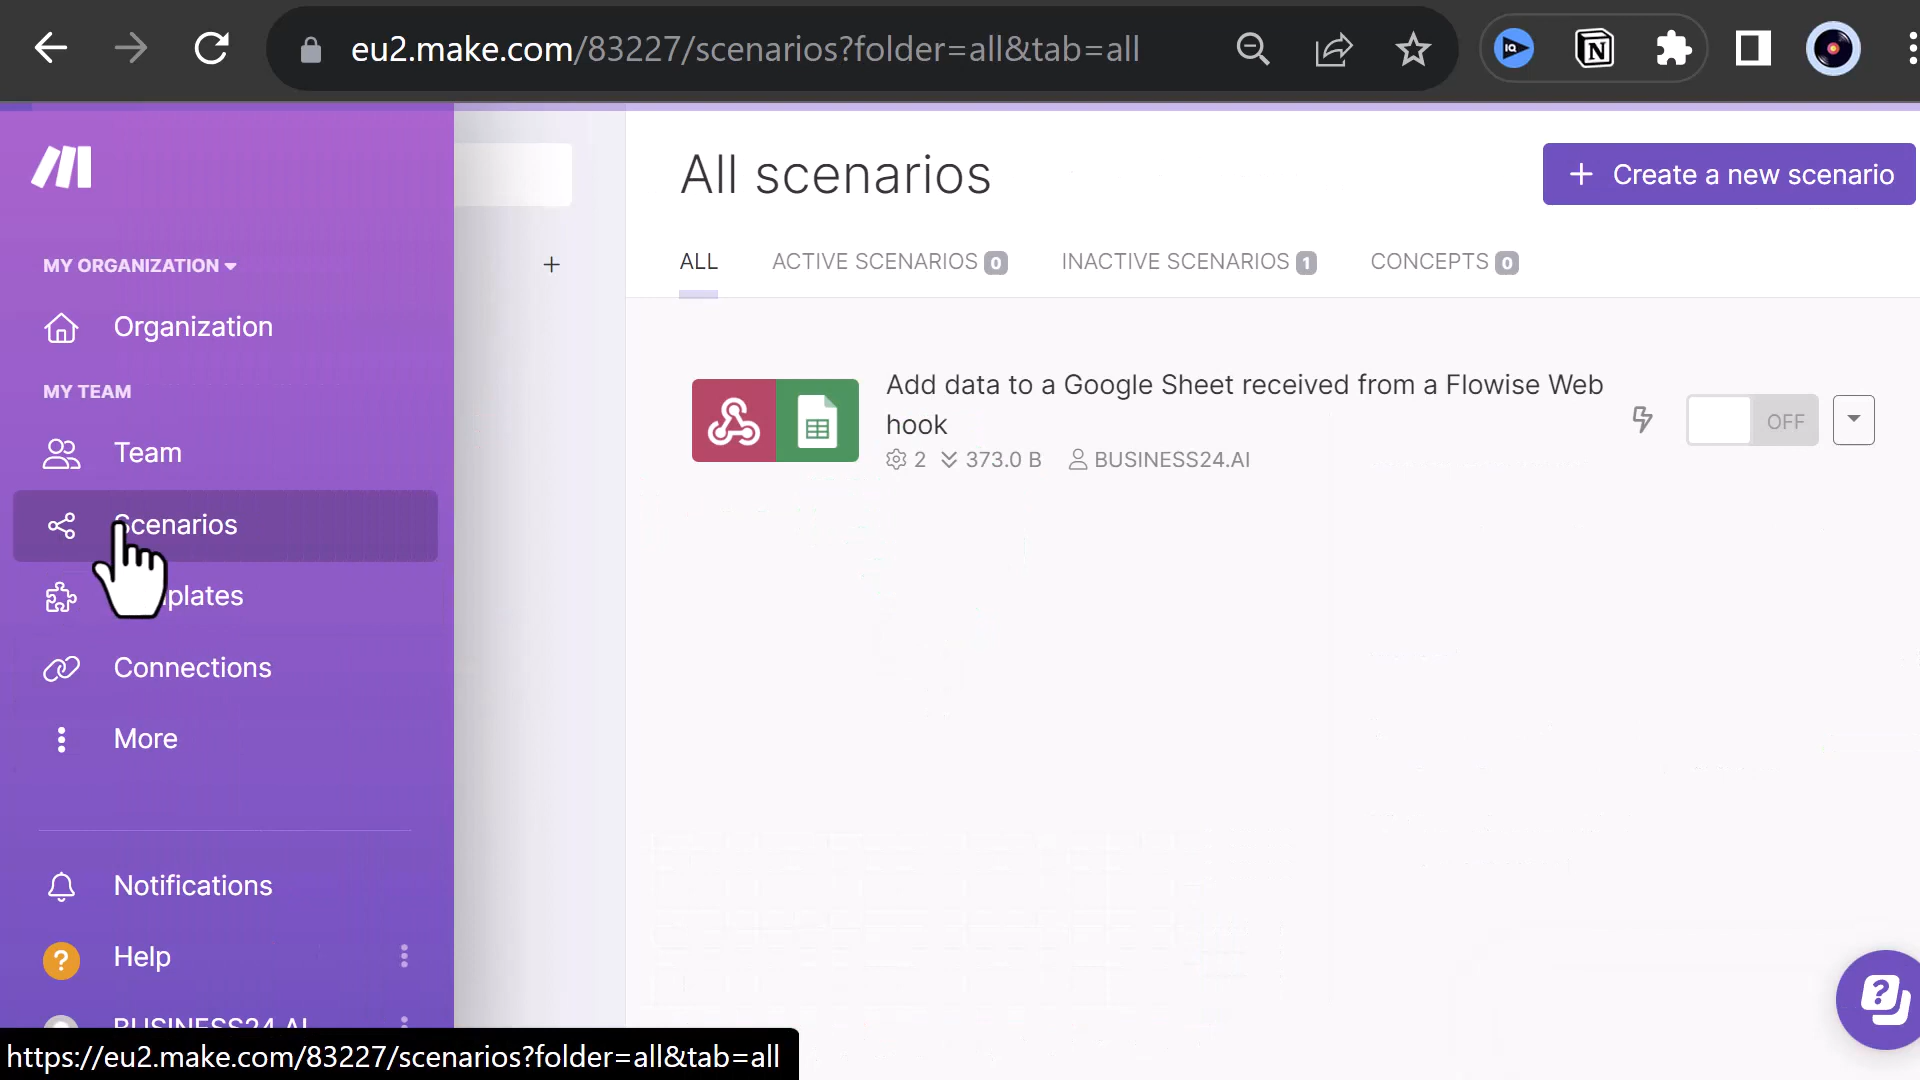 eu2.make.com/83227/scenarios?folder=all&tab=all
IQ
N
MY ORGANIZATION
Organization
MY TEAM
Team
Scenarios
plates
Connections
More
Notifications
? Help
BUSINESS24.AI
All scenarios
+ Create a new scenario
+
ALL ACTIVE SCENARIOS 0 INACTIVE SCENARIOS 1 CONCEPTS 0
Add data to a Google Sheet received from a Flowise Web
hook
2 373.0 B BUSINESS24.AI
OFF
?
https://eu2.make.com/83227/scenarios?folder=all&tab=all